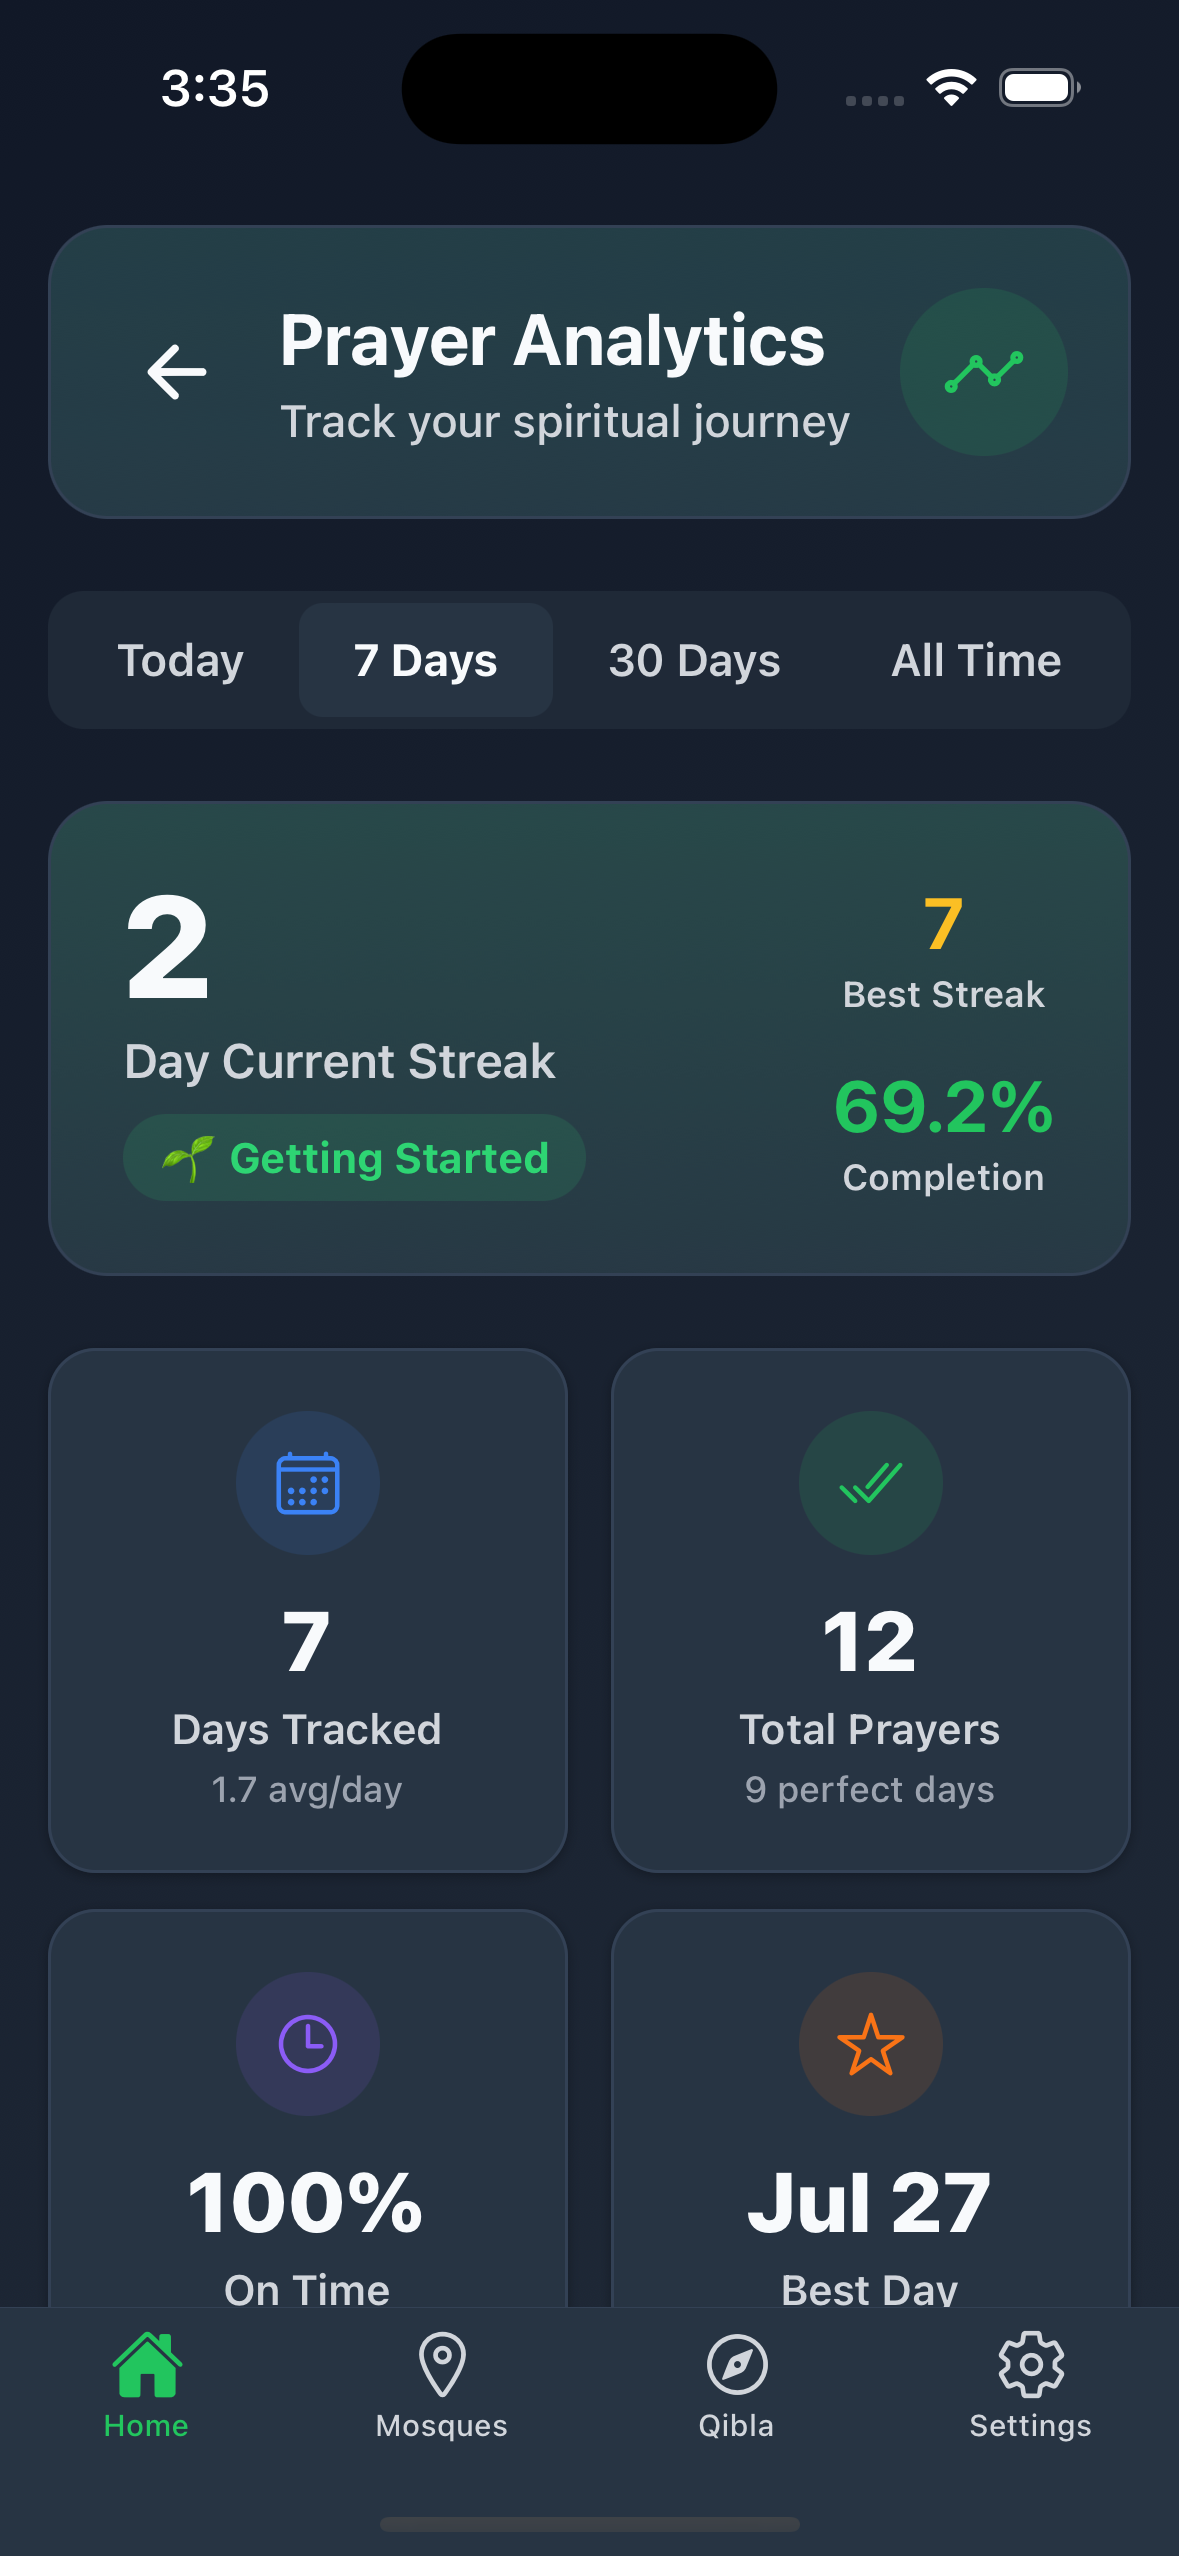 3:35
Prayer Analytics
Track your spiritual journey
Today
7 Days
30 Days
All Time
2
Day Current Streak
🌱 Getting Started
7
Best Streak
69.2%
Completion
7
Days Tracked
1.7 avg/day
12
Total Prayers
9 perfect days
100%
On Time
Jul 27
Best Day
Home
Mosques
Qibla
Settings